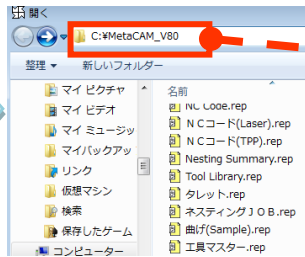 開く
C:¥MetaCAM_V80
整理 ▼ 新しいフォルダー
マイ ピクチャ
マイ ビデオ
マイ ミュージッ
マイバックアッ
リンク
仮想マシン
検索
保存したゲーム
コンピューター
名前
NC Code.rep
ＮＣコード(Laser).rep
ＮＣコード(TPP).rep
Nesting Summary.rep
Tool Library.rep
タレット.rep
ネスティングＪＯＢ.rep
曲げ(Sample).rep
工具マスター.rep